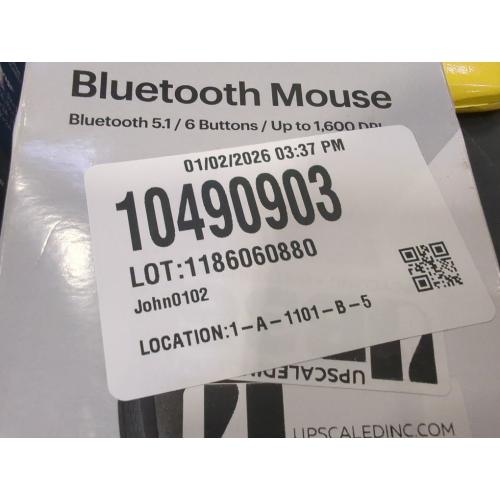 Bluetooth Mouse
Bluetooth 5.1 / 6 Buttons / Up to 1,600 DPI
01/02/2026 03:37 PM
10490903
LOT:1186060880
John0102
LOCATION:1-A-1101-B-5
UPSCALEDI
UPSCALEDINC.COM